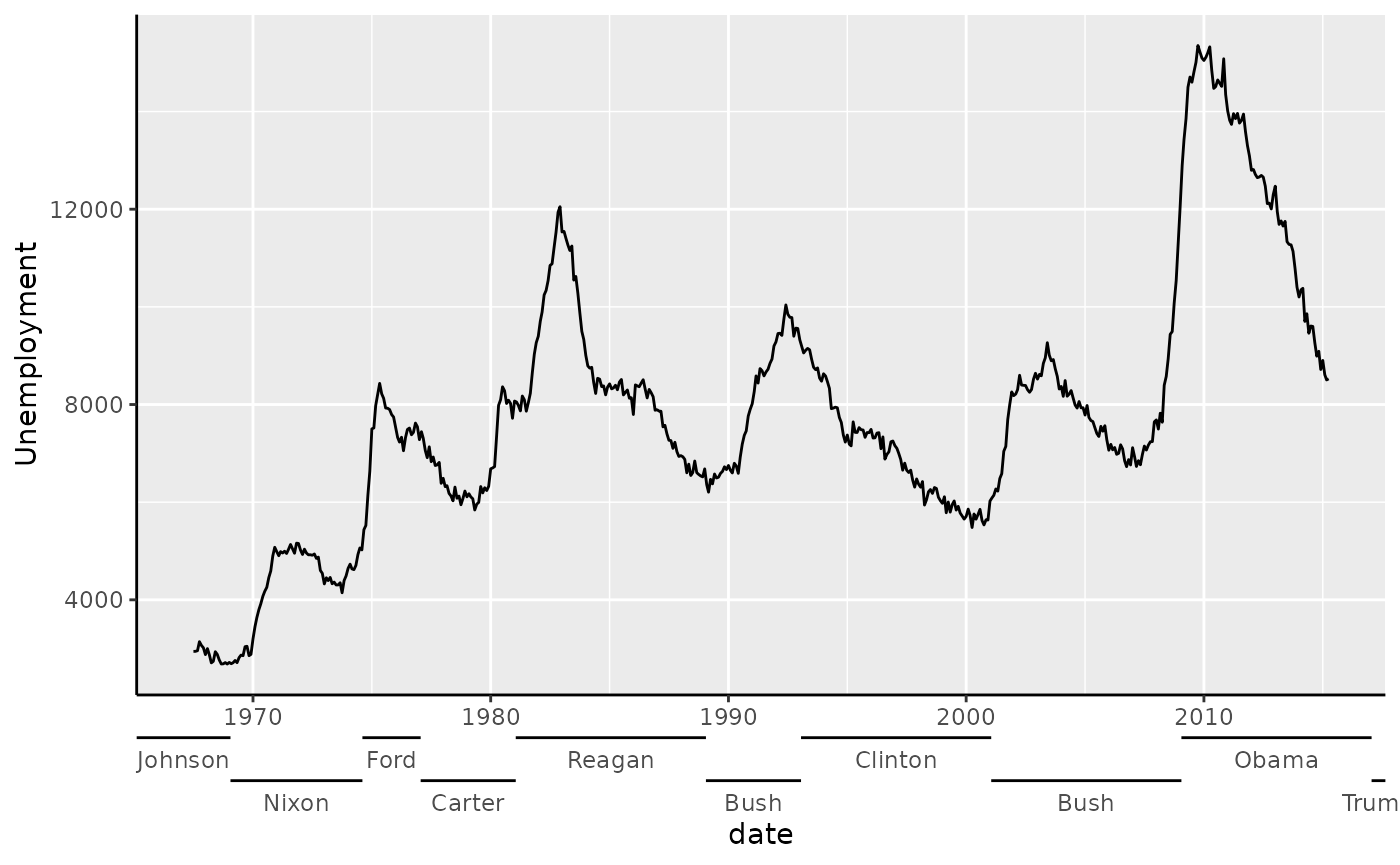 Unemployment
12000
8000
4000
1970 1980 1990 2000 2010
Johnson Ford Reagan Clinton Obama
Nixon Carter Bush Bush Trum
date